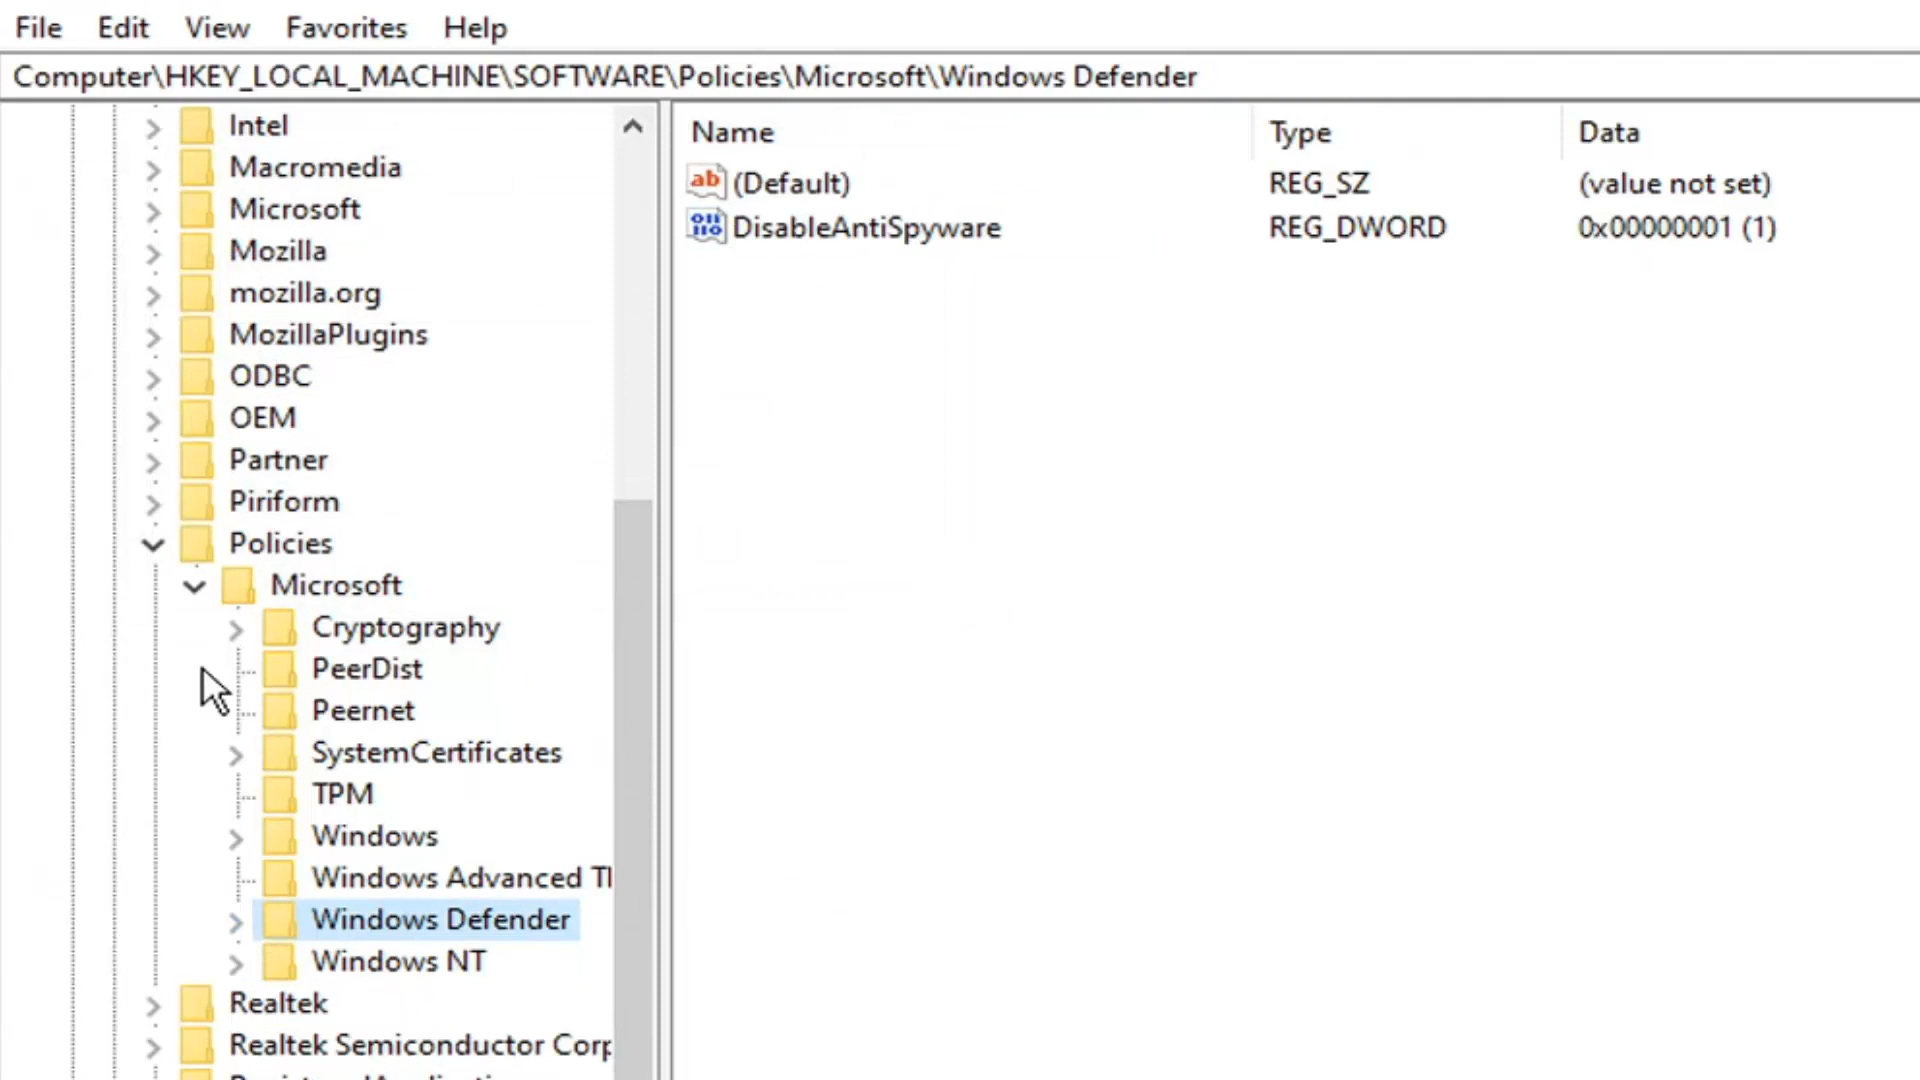 File Edit View Favorites Help
Computer\HKEY_LOCAL_MACHINE\SOFTWARE\Policies\Microsoft\Windows Defender
Intel
Macromedia
Microsoft
Mozilla
mozilla.org
MozillaPlugins
ODBC
OEM
Partner
Piriform
Policies
Microsoft
Cryptography
PeerDist
Peernet
SystemCertificates
TPM
Windows
Windows Advanced
Windows Defender
Windows NT
Realtek
Realtek Semiconductor
Name Type Data
ab (Default) REG_SZ (value not set)
DisableAntiSpyware REG_DWORD 0x00000001 (1)